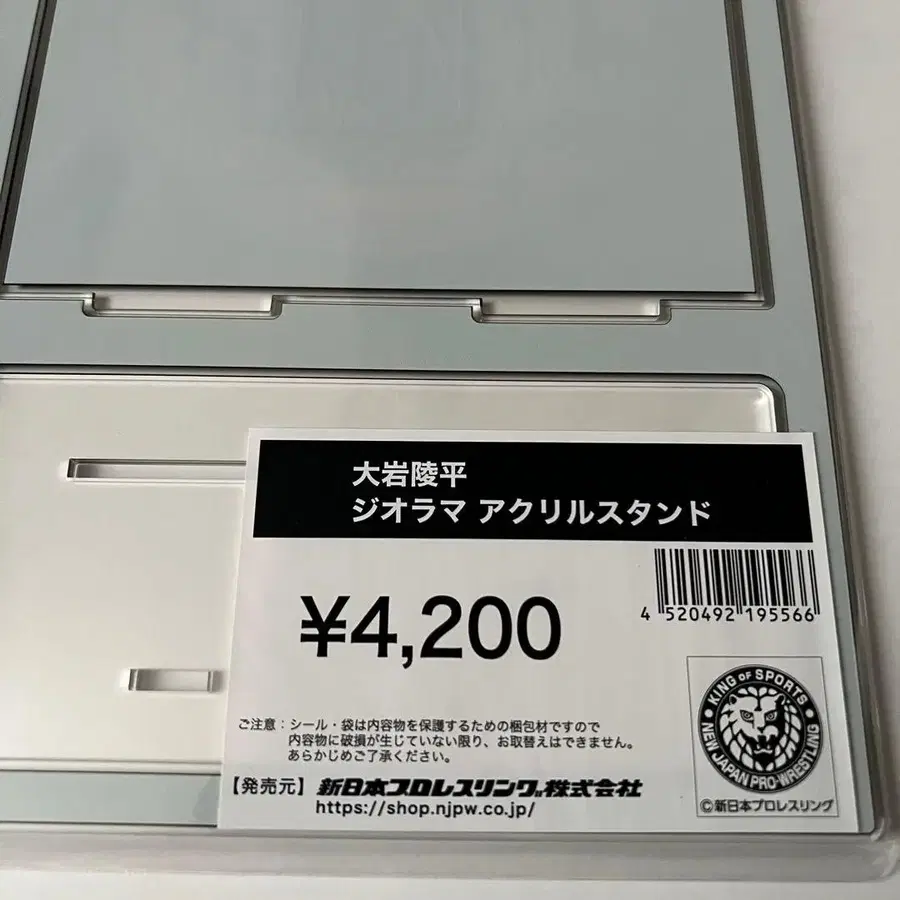 大岩陵平
ジオラマ アクリルスタンド
¥4,200
4 520492 195566
ご注意：シール・袋は内容物を保護するための梱包材ですので
内容物に破損が生じていない限り、お取替えはできません。
あらかじめご了承ください。
【発売元】新日本プロレスリング株式会社
https://shop.njpw.co.jp/
KING OF SPORTS
NEW JAPAN PRO-WRESTLING
©新日本プロレスリング